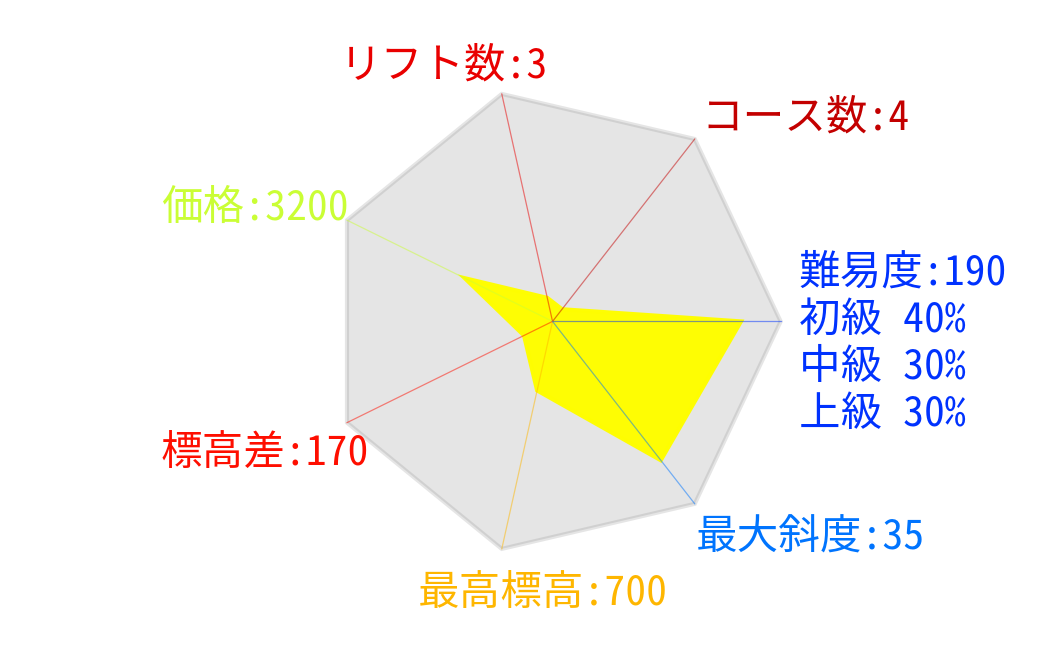 リフト数:3
コース数:4
価格:3200
難易度:190
初級 40%
中級 30%
上級 30%
標高差:170
最大斜度:35
最高標高:700